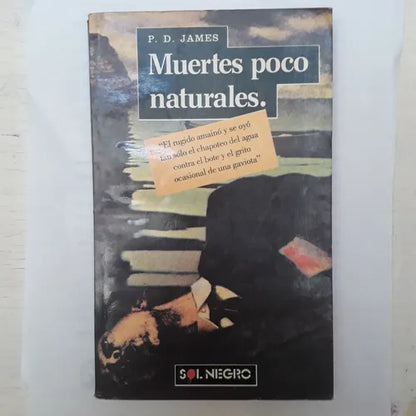 P. D. JAMES
Muertes poco
naturales.
"El rugido amainó y se oyó
tan sólo el chapoteo del agua
contra el bote y el grito
ocasional de una gaviota"
SOL NEGRO